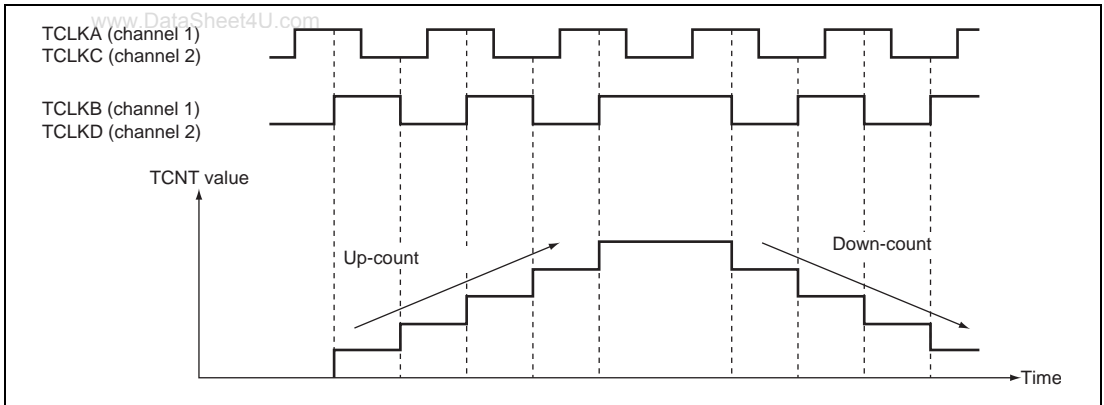 www.DataSheet4U.com
TCLKA (channel 1)
TCLKC (channel 2)
TCLKB (channel 1)
TCLKD (channel 2)
TCNT value
Up-count
Down-count
Time